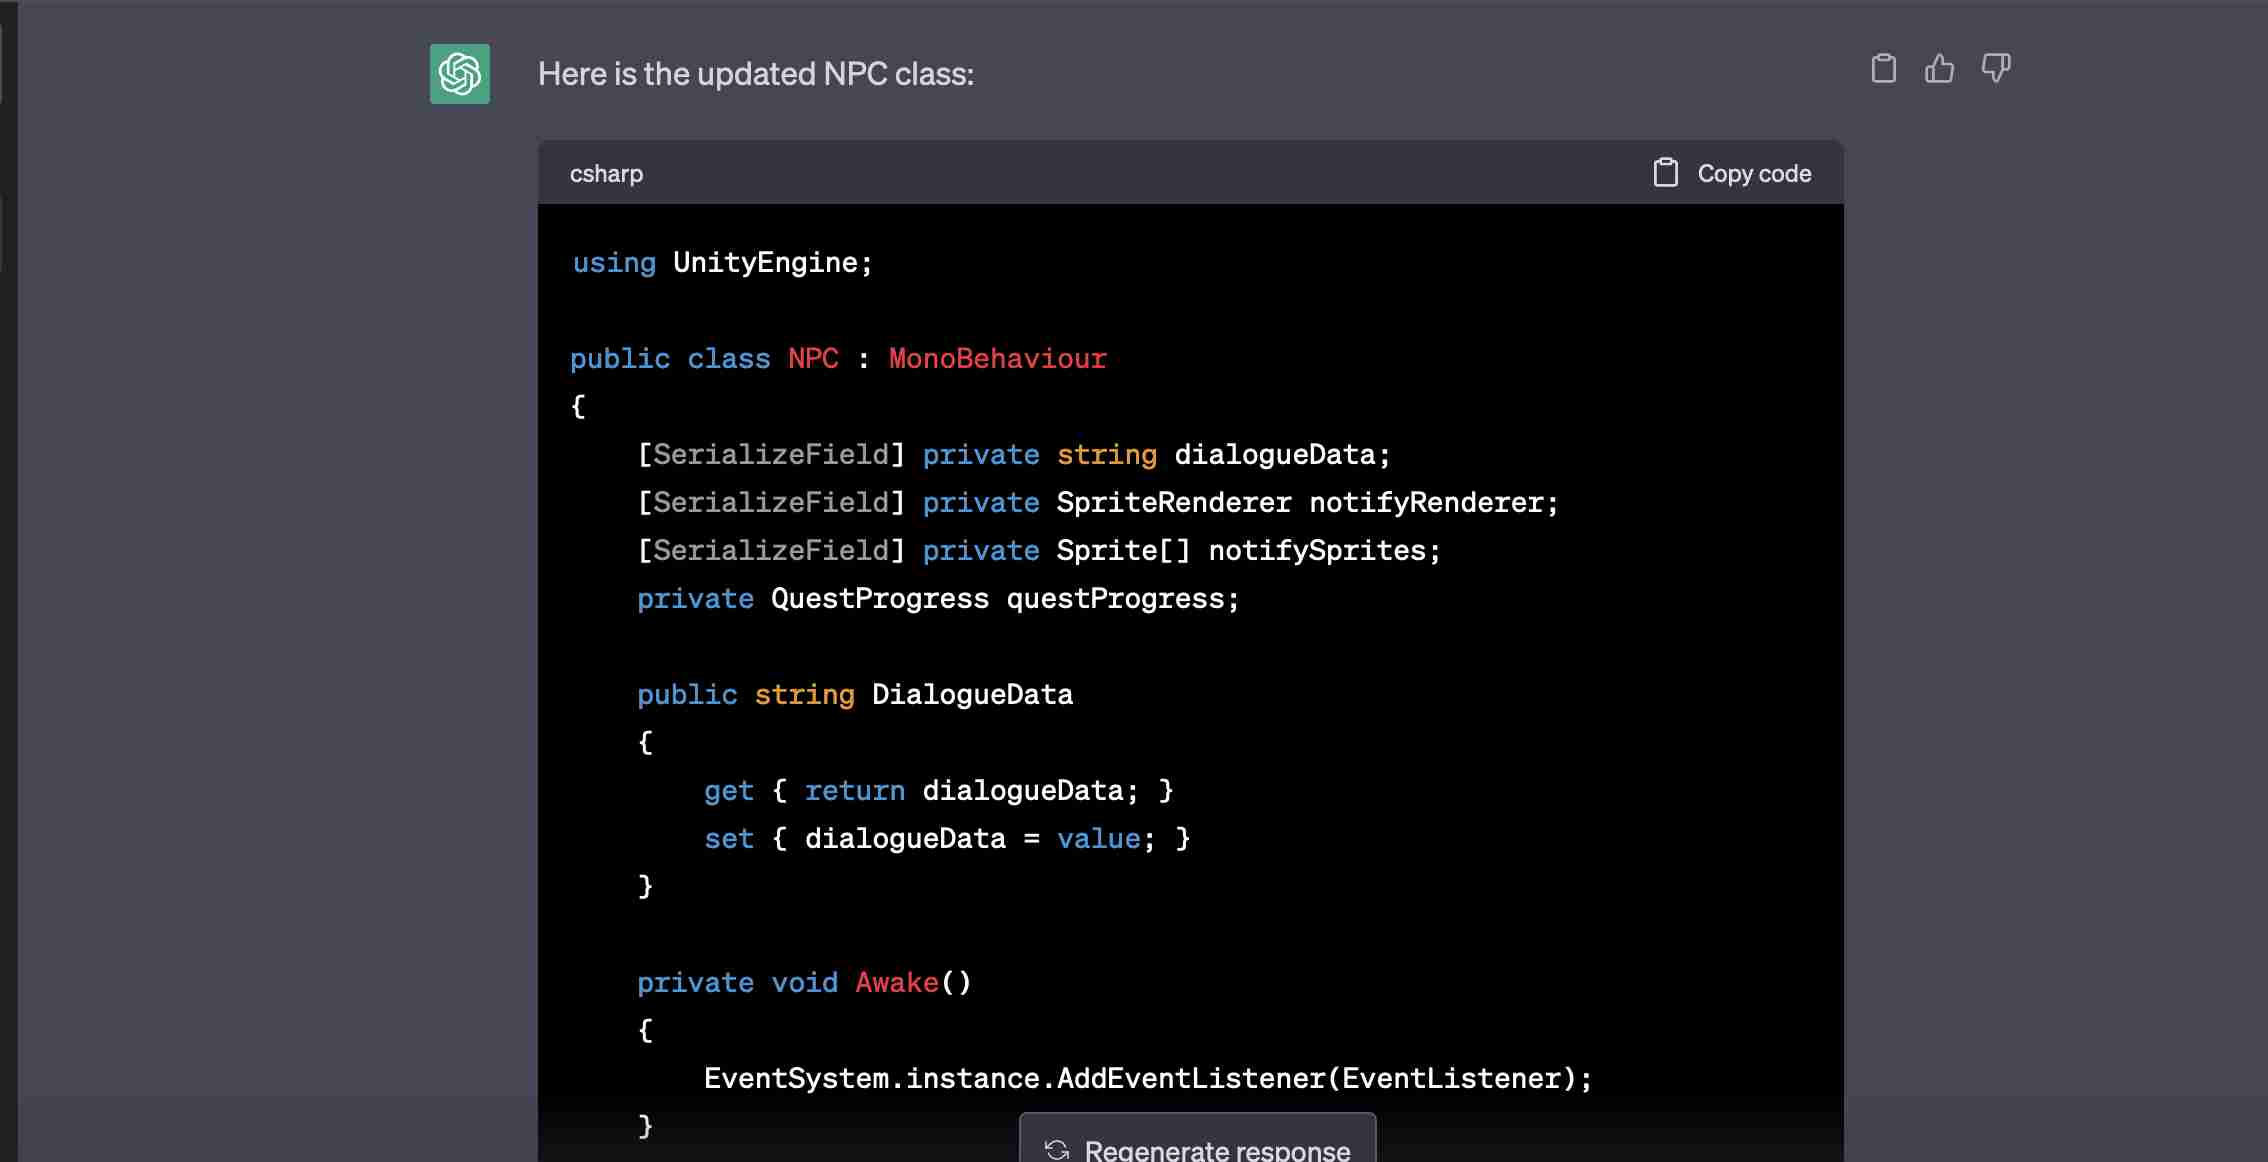 Here is the updated NPC class:
csharp
Copy code
using UnityEngine;
public class NPC : MonoBehaviour
{
[SerializeField] private string dialogueData;
[SerializeField] private SpriteRenderer notifyRenderer;
[SerializeField] private Sprite[] notifySprites;
private QuestProgress questProgress;
public string DialogueData
{
get { return dialogueData; }
set { dialogueData = value; }
}
private void Awake()
{
EventSystem.instance.AddEventListener(EventListener);
}
Regenerate response